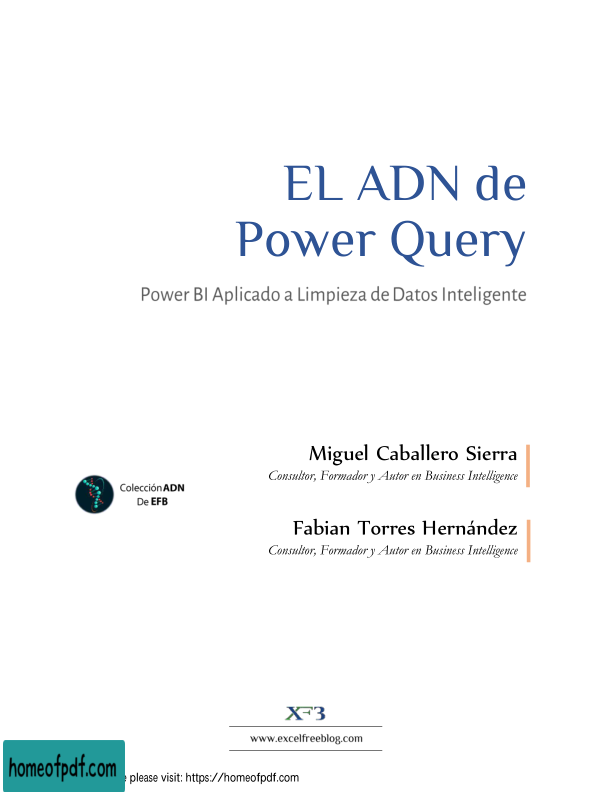 EL ADN de
Power Query
Power BI Aplicado a Limpieza de Datos Inteligente
Miguel Caballero Sierra
Consultor, Formador y Autor en Business Intelligence
Colección ADN
De EFB
Fabian Torres Hernández
Consultor, Formador y Autor en Business Intelligence
www.excelfreeblog.com
homeofpdf.com
please visit: https://homeofpdf.com